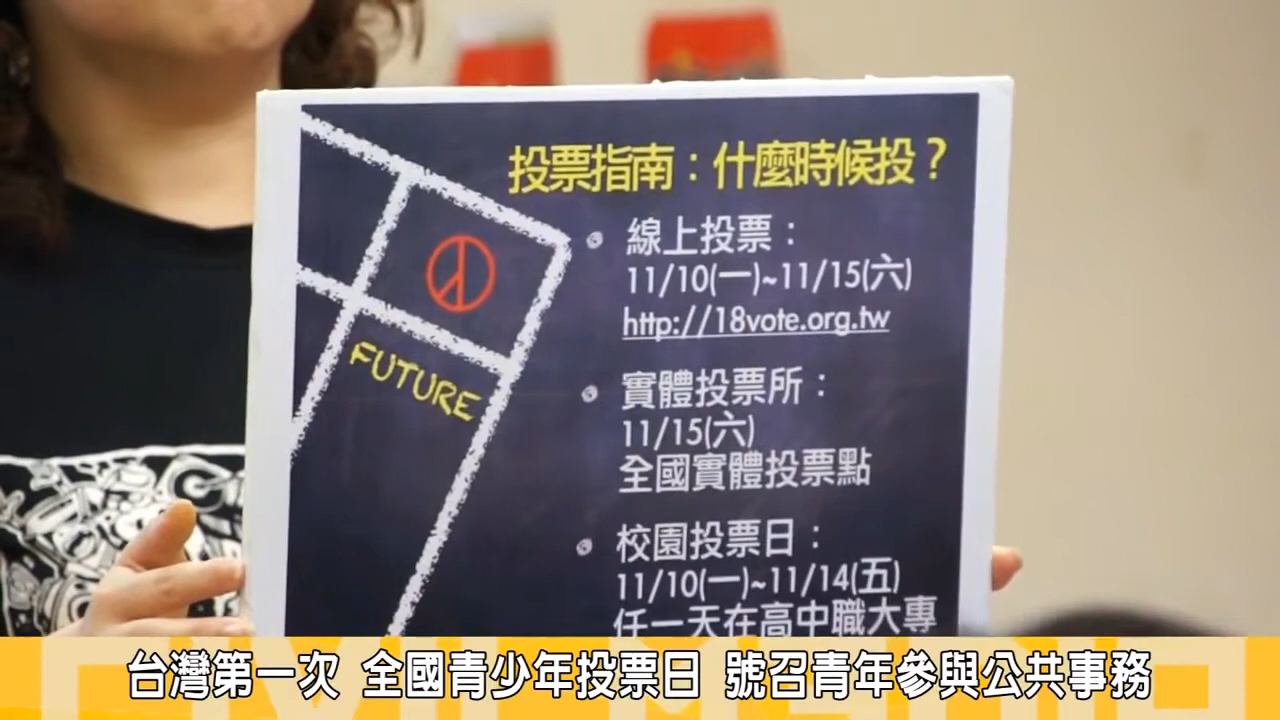 投票指南：什麼時候投？
線上投票：
11/10(一)~11/15(六)
http://18vote.org.tw
實體投票所：
11/15(六)
全國實體投票點
校園投票日：
11/10(一)~11/14(五)
任一天在高中職大專
FUTURE
台灣第一次 全國青少年投票日 號召青年參與公共事務